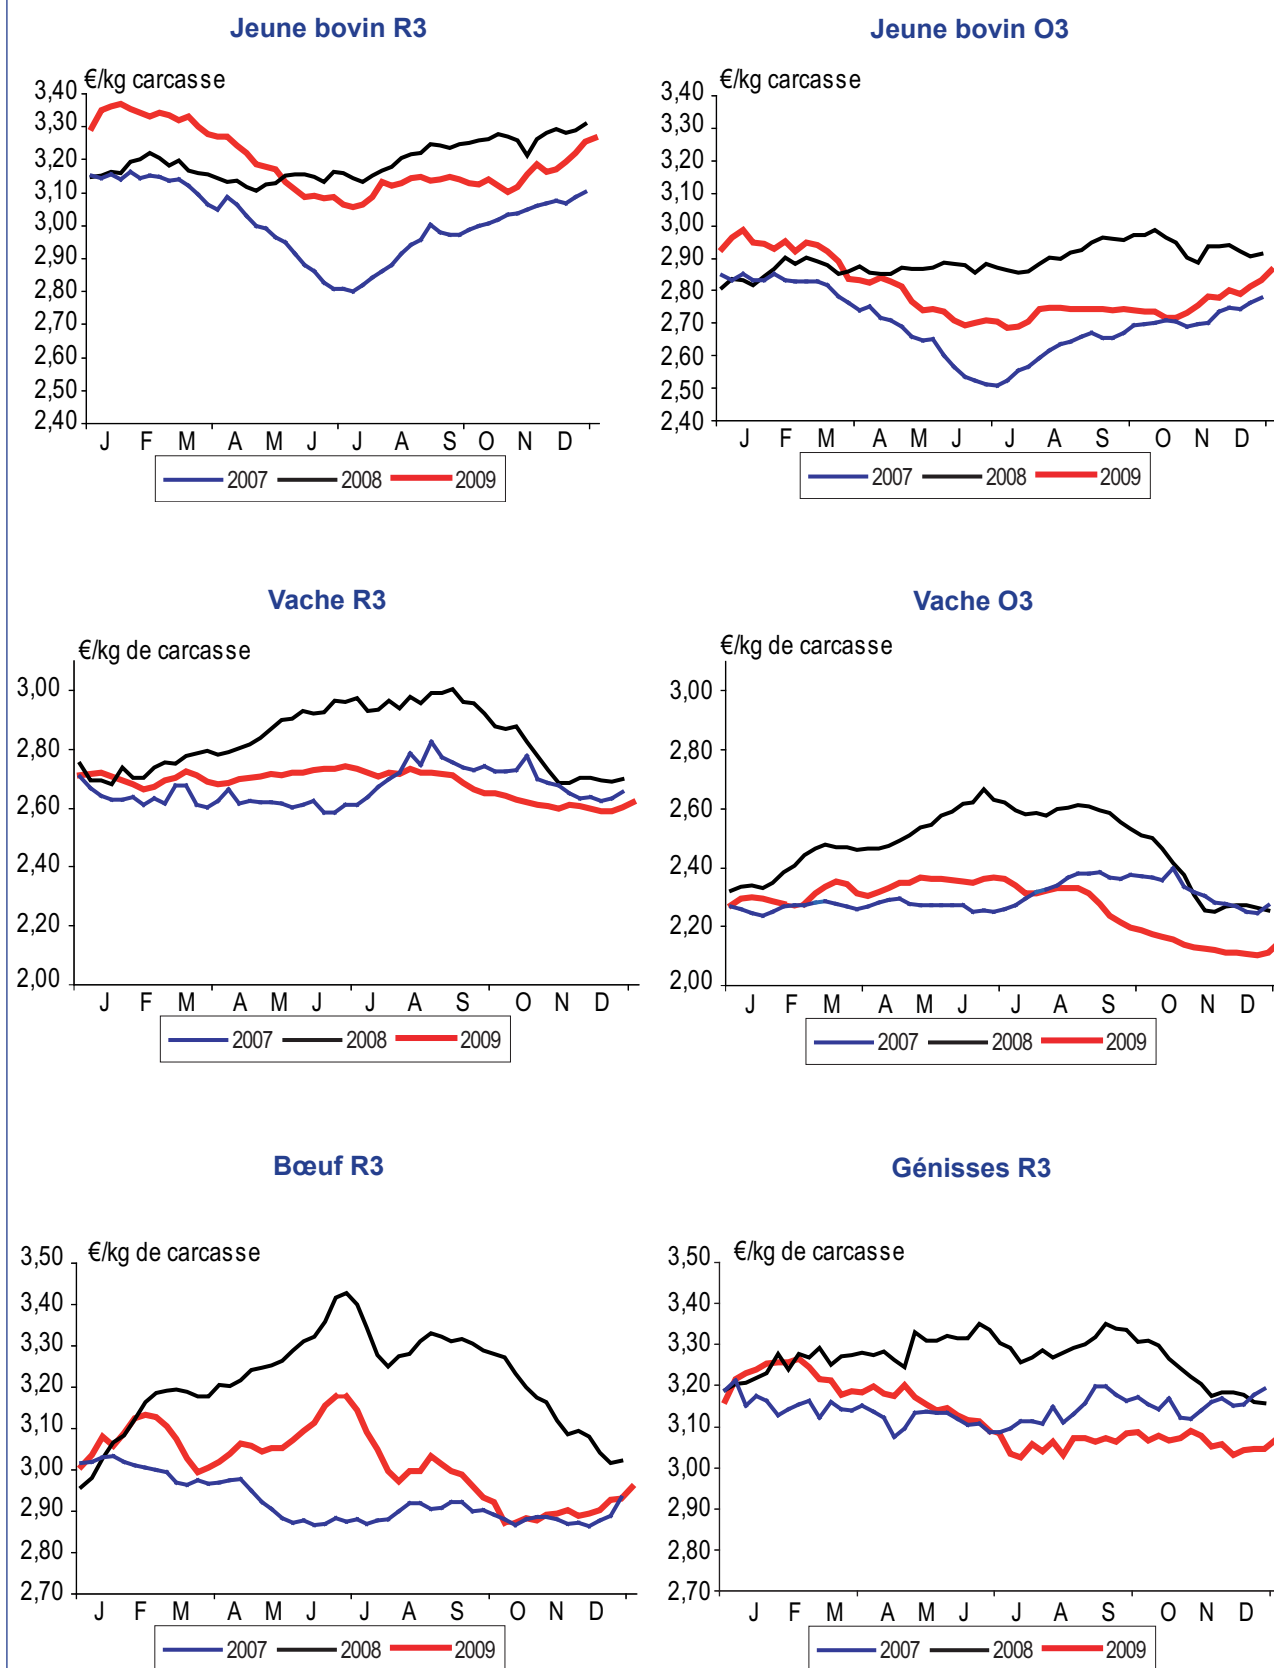 Jeune bovin R3
€/kg carcasse
3,40
3,30
3,20
3,10
3,00
2,90
2,80
2,70
2,60
2,50
2,40
J F M A M J J A S O N D
2007 2008 2009
Jeune bovin O3
€/kg carcasse
3,40
3,30
3,20
3,10
3,00
2,90
2,80
2,70
2,60
2,50
2,40
J F M A M J J A S O N D
2007 2008 2009
Vache R3
€/kg de carcasse
3,00
2,80
2,60
2,40
2,20
2,00
J F M A M J J A S O N D
2007 2008 2009
Vache O3
€/kg de carcasse
3,00
2,80
2,60
2,40
2,20
2,00
J F M A M J J A S O N D
2007 2008 2009
Bœuf R3
€/kg de carcasse
3,50
3,40
3,30
3,20
3,10
3,00
2,90
2,80
2,70
J F M A M J J A S O N D
2007 2008 2009
Génisses R3
€/kg de carcasse
3,50
3,40
3,30
3,20
3,10
3,00
2,90
2,80
2,70
J F M A M J J A S O N D
2007 2008 2009